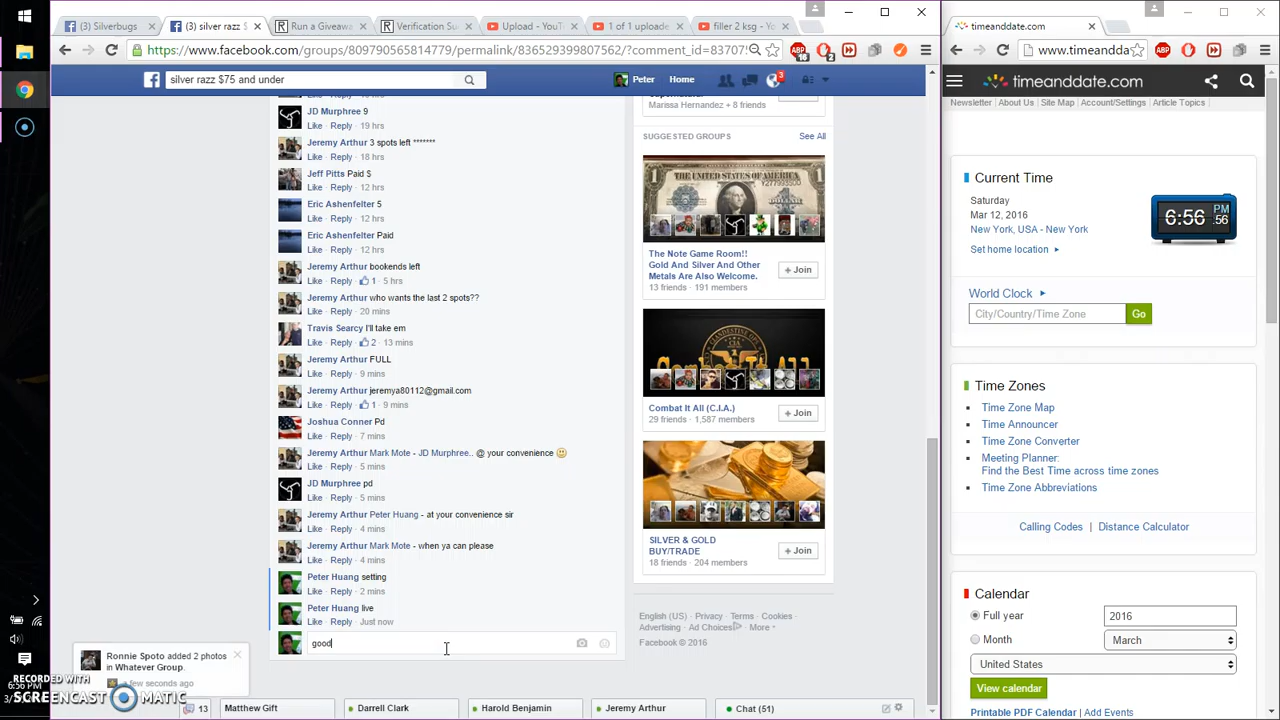 (3) Silverbugs
(3) silver razz $
Run a Giveaw
Verification Su
Upload - YouT
1 of 1 uploade
filler 2 ksg - Yo
timeanddate.com
https://www.facebook.com/groups/809790565814779/permalink/836529399807562/?comment_id=83707
16
2
www.timeandda
silver razz $75 and under
Peter
Home
3
timeanddate.com
Newsletter | About Us | Site Map | Account/Settings | Article Topics
19 hrs
JD Murphree 9
Like · Reply · 19 hrs
Jeremy Arthur 3 spots left *******
Like · Reply · 18 hrs
Jeff Pitts Paid $
Like · Reply · 12 hrs
Eric Ashenfelter 5
Like · Reply · 12 hrs
Eric Ashenfelter Paid
Like · Reply · 12 hrs
Jeremy Arthur bookends left
Like · Reply · 1 · 5 hrs
Jeremy Arthur who wants the last 2 spots??
Like · Reply · 20 mins
Travis Searcy I'll take em
Like · Reply · 2 · 13 mins
Jeremy Arthur FULL
Like · Reply · 9 mins
Jeremy Arthur jeremya80112@gmail.com
Like · Reply · 1 · 9 mins
Joshua Conner Pd
Like · Reply · 7 mins
Jeremy Arthur Mark Mote - JD Murphree.. @ your convenience
Like · Reply · 5 mins
JD Murphree pd
Like · Reply · 5 mins
Jeremy Arthur Peter Huang - at your convenience sir
Like · Reply · 4 mins
Jeremy Arthur Mark Mote - when ya can please
Like · Reply · 4 mins
Peter Huang setting
Like · Reply · 2 mins
Peter Huang live
Like · Reply · Just now
good
Marissa Hernandez + 8 friends
SUGGESTED GROUPS
See All
The Note Game Room!!
Gold And Silver And Other
Metals Are Also Welcome.
13 friends · 191 members
+ Join
Combat It All (C.I.A.)
29 friends · 1,587 members
+ Join
SILVER & GOLD
BUY/TRADE
18 friends · 204 members
+ Join
English (US) · Privacy · Terms · Cookies ·
Advertising · Ad Choices · More
Facebook © 2016
Current Time
Saturday
Mar 12, 2016
New York, USA - New York
Set home location
6:56 PM 56
World Clock
City/Country/Time Zone
Go
Time Zones
Time Zone Map
Time Announcer
Time Zone Converter
Meeting Planner:
Find the Best Time across time zones
Time Zone Abbreviations
Calling Codes | Distance Calculator
Calendar
Full year
2016
Month
March
United States
View calendar
Printable PDF Calendar | Add Events
Ronnie Spoto added 2 photos
in Whatever Group.
a few seconds ago
RECORDED WITH
SCREENCAST MATIC
6:56 PM
13
Matthew Gift
Darrell Clark
Harold Benjamin
Jeremy Arthur
Chat (51)